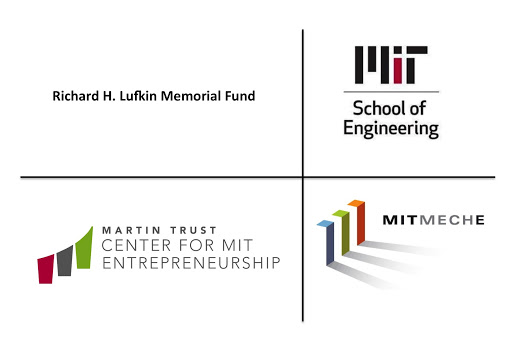 Richard H. Lufkin Memorial Fund
MIT
School of
Engineering
MARTIN TRUST
CENTER FOR MIT
ENTREPRENEURSHIP
MITMECHE